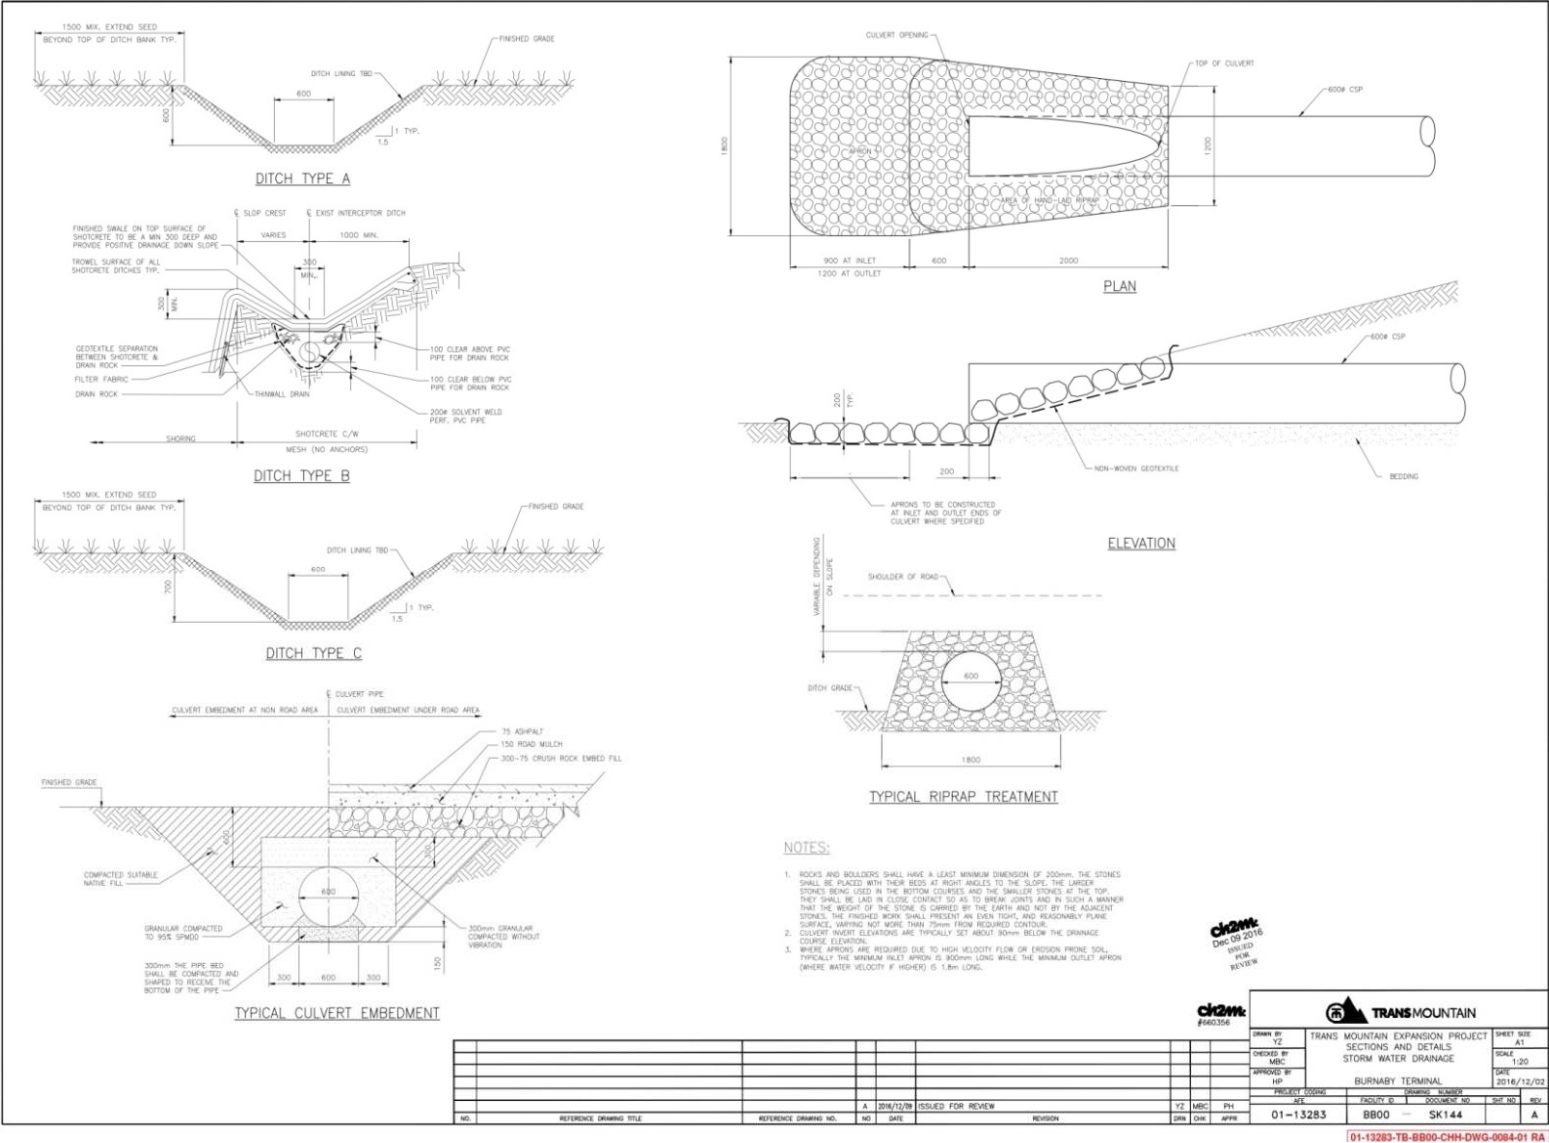 1500 MIX. EXTEND SEED
BEYOND TOP OF DITCH BANK TYP.
FINISHED GRADE
DITCH LINING TBD
600
600
1 TYP.
1.5
DITCH TYPE A
℄ SLOP CREST
℄ EXIST INTERCEPTOR DITCH
FINISHED SWALE ON TOP SURFACE OF
SHOTCRETE TO BE A MIN 300 DEEP AND
PROVIDE POSITIVE DRAINAGE DOWN SLOPE
VARIES
1000 MIN.
TROWEL SURFACE OF ALL
SHOTCRETE DITCHES TYP.
300
MIN.
300
MIN.
GEOTEXTILE SEPARATION
BETWEEN SHOTCRETE &
DRAIN ROCK
FILTER FABRIC
DRAIN ROCK
THINWALL DRAIN
100 CLEAR ABOVE PVC
PIPE FOR DRAIN ROCK
100 CLEAR BELOW PVC
PIPE FOR DRAIN ROCK
200ø SOLVENT WELD
PERF. PVC PIPE
SHORING
SHOTCRETE C/W
MESH (NO ANCHORS)
DITCH TYPE B
1500 MIX. EXTEND SEED
BEYOND TOP OF DITCH BANK TYP.
FINISHED GRADE
DITCH LINING TBD
600
700
1 TYP.
1.5
DITCH TYPE C
℄ CULVERT PIPE
CULVERT EMBEDMENT AT NON ROAD AREA
CULVERT EMBEDMENT UNDER ROAD AREA
75 ASHPALT
150 ROAD MULCH
300-75 CRUSH ROCK EMBED FILL
FINISHED GRADE
600
300
COMPACTED SUITABLE
NATIVE FILL
600
GRANULAR COMPACTED
TO 95% SPMDD
300mm GRANULAR
COMPACTED WITHOUT
VIBRATION
300mm THE PIPE BED
SHALL BE COMPACTED AND
SHAPED TO RECEIVE THE
BOTTOM OF THE PIPE
150
300
600
300
TYPICAL CULVERT EMBEDMENT
CULVERT OPENING
TOP OF CULVERT
600ø CSP
1800
APRON
1200
AREA OF HAND-LAID RIPRAP
900 AT INLET
1200 AT OUTLET
600
2000
PLAN
600ø CSP
200
TYP.
200
NON-WOVEN GEOTEXTILE
BEDDING
APRONS TO BE CONSTRUCTED
AT INLET AND OUTLET ENDS OF
CULVERT WHERE SPECIFIED
ELEVATION
VARIABLE DEPENDING
ON SLOPE
SHOULDER OF ROAD
600
DITCH GRADE
1800
TYPICAL RIPRAP TREATMENT
NOTES:
1. ROCKS AND BOULDERS SHALL HAVE A LEAST MINIMUM DIMENSION OF 200mm, THE STONES
SHALL BE PLACED WITH THEIR BEDS AT RIGHT ANGLES TO THE SLOPE. THE LARGER
STONES BEING USED IN THE BOTTOM COURSES AND THE SMALLER STONES AT THE TOP.
THEY SHALL BE LAID IN CLOSE CONTACT SO AS TO BREAK JOINTS AND IN SUCH A MANNER
THAT THE WEIGHT OF THE STONE IS CARRIED BY THE EARTH AND NOT BY THE ADJACENT
STONES. THE FINISHED WORK SHALL PRESENT AN EVEN TIGHT, AND REASONABLY PLANE
SURFACE, VARYING NOT MORE THAN 75mm FROM REQUIRED CONTOUR.
2. CULVERT INVERT ELEVATIONS ARE TYPICALLY SET ABOUT 90mm BELOW THE DRAINAGE
COURSE ELEVATION.
3. WHERE APRONS ARE REQUIRED DUE TO HIGH VELOCITY FLOW OR EROSION PRONE SOIL,
TYPICALLY THE MINIMUM INLET APRON IS 900mm LONG WHILE THE MINIMUM OUTLET APRON
(WHERE WATER VELOCITY IF HIGHER) IS 1.8m LONG.
ch2m:
Dec 09 2016
ISSUED
FOR
REVIEW
ch2m:
#660356
TRANSMOUNTAIN
DRAWN BY
YZ
CHECKED BY
MBC
APPROVED BY
HP
TRANS MOUNTAIN EXPANSION PROJECT
SECTIONS AND DETAILS
STORM WATER DRAINAGE
BURNABY TERMINAL
SHEET SIZE
A1
SCALE
1:20
DATE
2016/12/02
PROJECT CODING
DRAWING NUMBER
AFE
FACILITY ID
DOCUMENT NO
SHT NO
REV
01-13283
BB00 — SK144
A
A 2016/12/09 ISSUED FOR REVIEW YZ MBC PH
NO. REFERENCE DRAWING TITLE REFERENCE DRAWING NO. NO DATE REVISION DRN CHK APPR
01-13283-TB-BB00-CHH-DWG-0084-01 RA